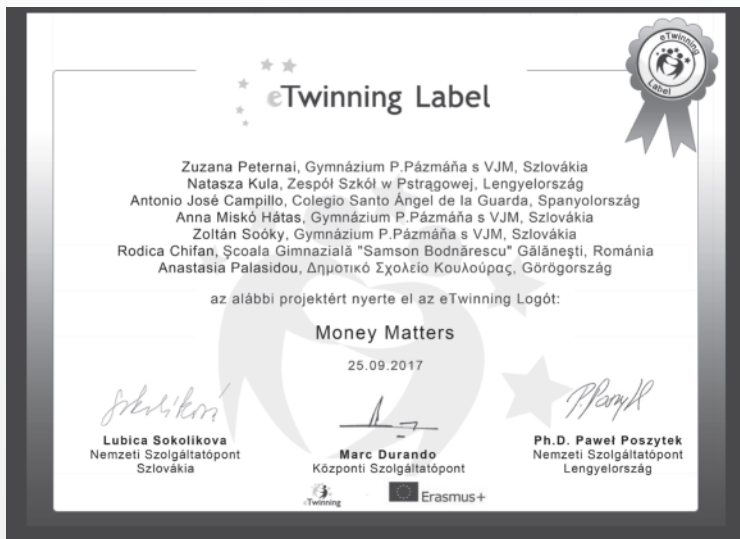 eTwinning
Label
eTwinning Label
Zuzana Peternai, Gymnázium P.Pázmáňa s VJM, Szlovákia
Natasza Kula, Zespół Szkół w Pstrągowej, Lengyelország
Antonio José Campillo, Colegio Santo Ángel de la Guarda, Spanyolország
Anna Miskó Hátas, Gymnázium P.Pázmáňa s VJM, Szlovákia
Zoltán Soóky, Gymnázium P.Pázmáňa s VJM, Szlovákia
Rodica Chifan, Şcoala Gimnazială "Samson Bodnărescu" Gălăneşti, Románia
Anastasia Palasidou, Δημοτικό Σχολείο Κουλούρας, Görögország
az alábbi projektért nyerte el az eTwinning Logót:
Money Matters
25.09.2017
Lubica Sokolikova
Nemzeti Szolgáltatópont
Szlovákia
Marc Durando
Központi Szolgáltatópont
Ph.D. Paweł Poszytek
Nemzeti Szolgáltatópont
Lengyelország
eTwinning
Erasmus+